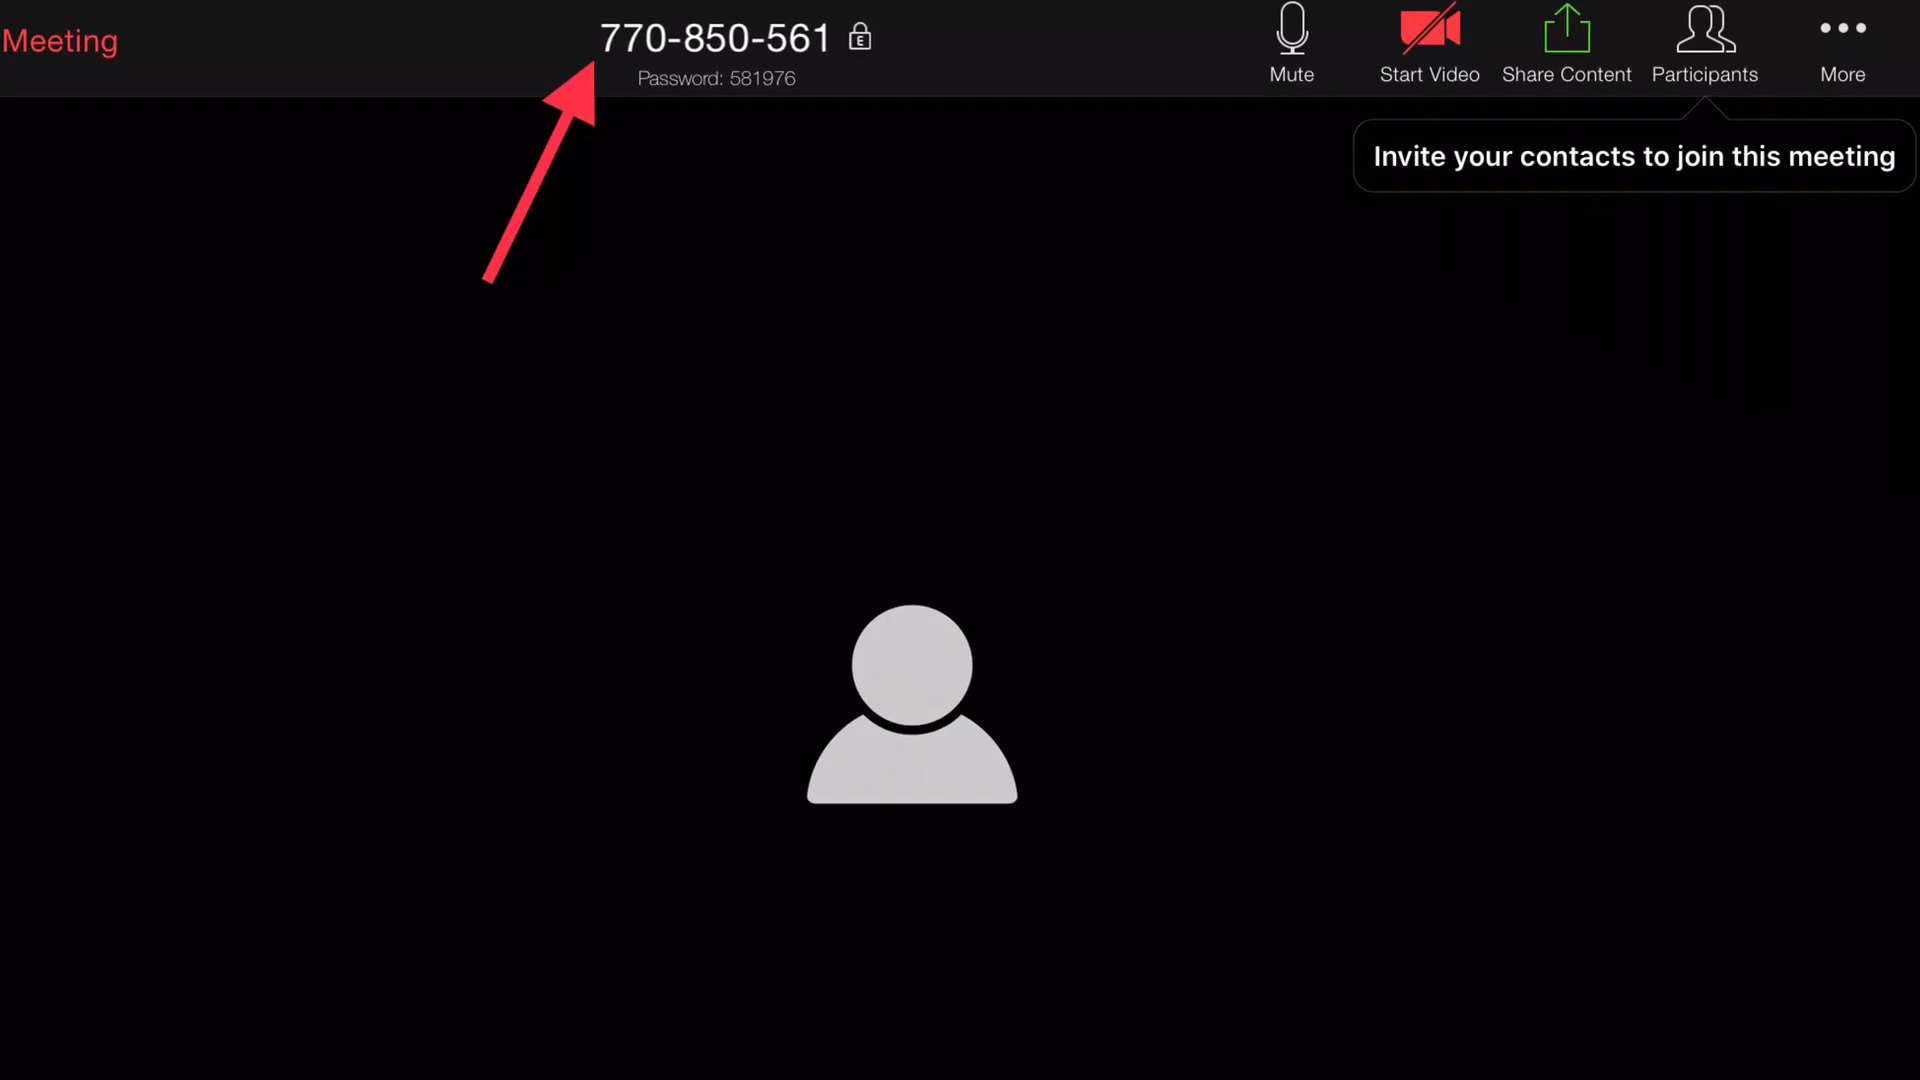 Meeting
770-850-561
Password: 581976
Mute
Start Video
Share Content
Participants
More
Invite your contacts to join this meeting